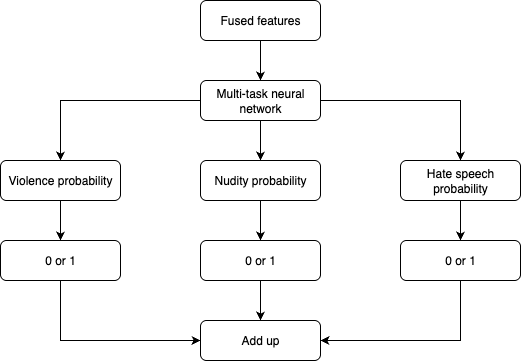 Fused features
Multi-task neural
network
Violence probability
Nudity probability
Hate speech
probability
0 or 1
0 or 1
0 or 1
Add up